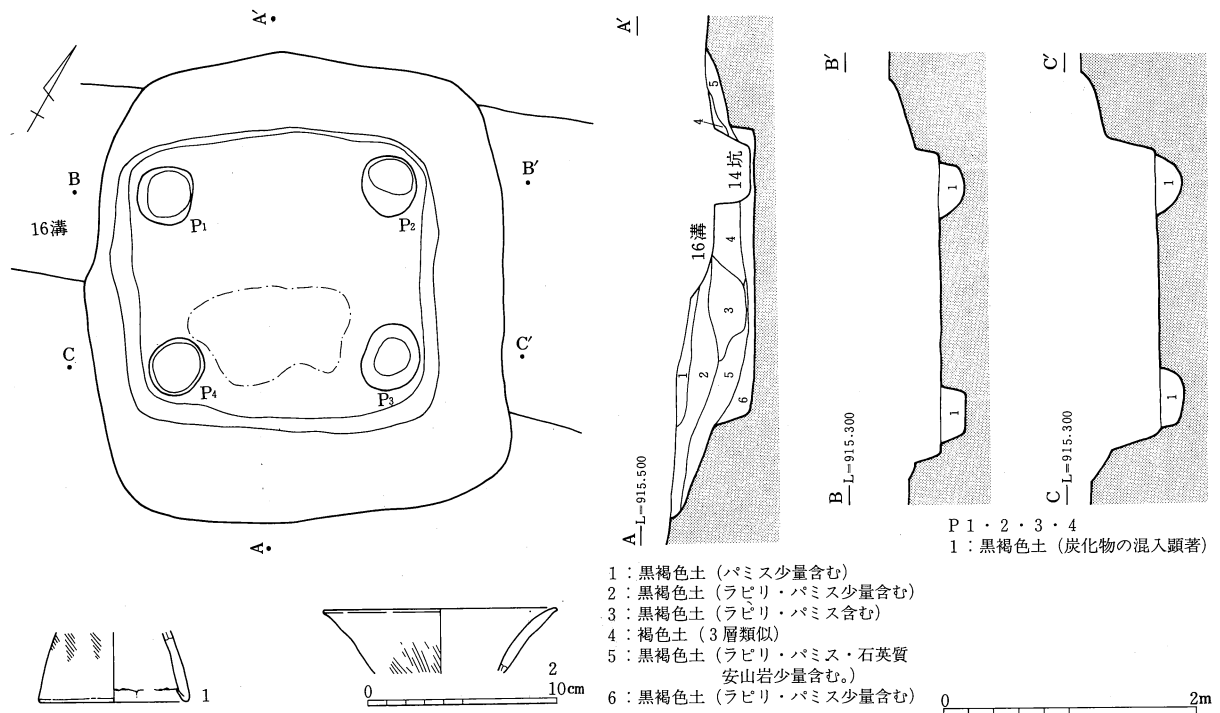 A′
B
B′
16溝
P1
P2
C
C′
P4
P3
A
1
2
0
10cm
A′
5
4
14坑
16溝
4
3
1
2
5
6
A L=915.500
B′
1
1
B L=915.300
C′
1
1
C L=915.300
P1・2・3・4
1：黒褐色土（炭化物の混入顕著）
1：黒褐色土（パミス少量含む）
2：黒褐色土（ラピリ・パミス少量含む）
3：黒褐色土（ラピリ・パミス含む）
4：褐色土（3層類似）
5：黒褐色土（ラピリ・パミス・石英質
安山岩少量含む。）
6：黒褐色土（ラピリ・パミス少量含む）
0
2m